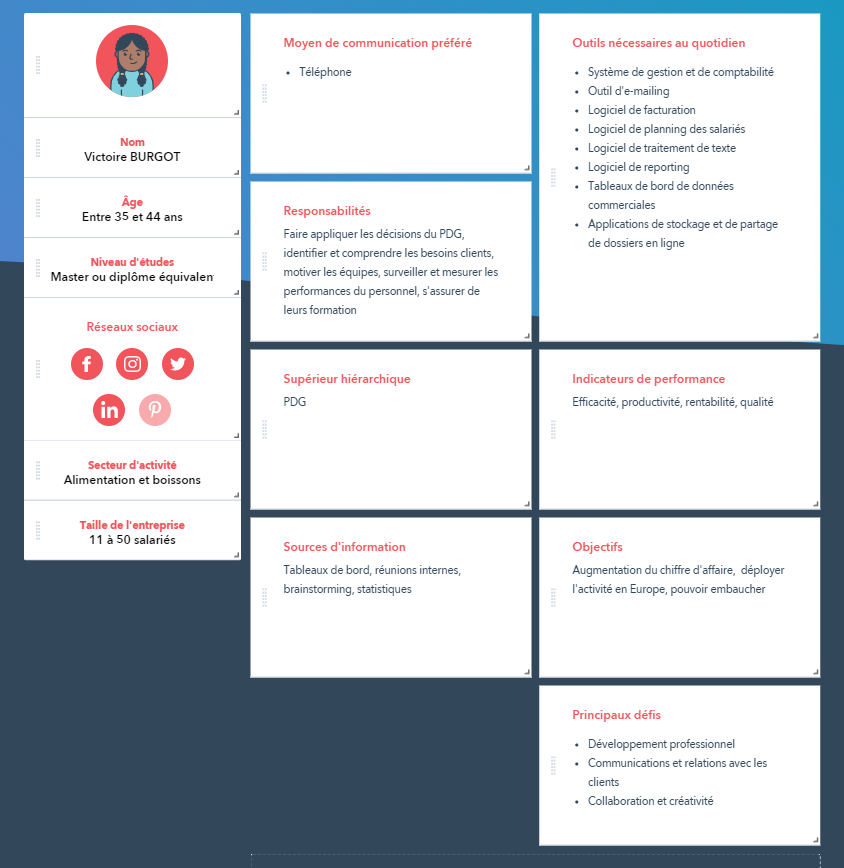 Nom
Victoire BURGOT
Âge
Entre 35 et 44 ans
Niveau d'études
Master ou diplôme équivalen
Réseaux sociaux
Secteur d'activité
Alimentation et boissons
Taille de l'entreprise
11 à 50 salariés
Moyen de communication préféré
• Téléphone
Responsabilités
Faire appliquer les décisions du PDG,
identifier et comprendre les besoins clients,
motiver les équipes, surveiller et mesurer les
performances du personnel, s'assurer de
leurs formation
Supérieur hiérarchique
PDG
Sources d'information
Tableaux de bord, réunions internes,
brainstorming, statistiques
Outils nécessaires au quotidien
• Système de gestion et de comptabilité
• Outil d'e-mailing
• Logiciel de facturation
• Logiciel de planning des salariés
• Logiciel de traitement de texte
• Logiciel de reporting
• Tableaux de bord de données
commerciales
• Applications de stockage et de partage
de dossiers en ligne
Indicateurs de performance
Efficacité, productivité, rentabilité, qualité
Objectifs
Augmentation du chiffre d'affaire, déployer
l'activité en Europe, pouvoir embaucher
Principaux défis
• Développement professionnel
• Communications et relations avec les
clients
• Collaboration et créativité